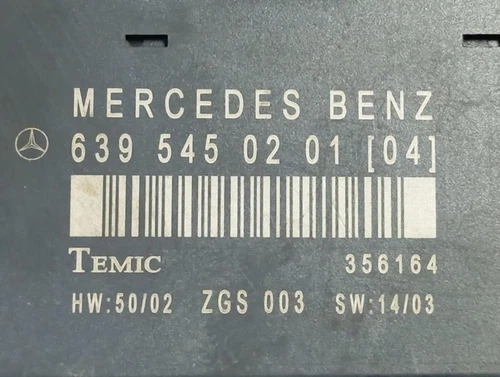 MERCEDES BENZ
639 545 02 01 [04]
TEMIC 356164
HW:50/02 ZGS 003 SW:14/03